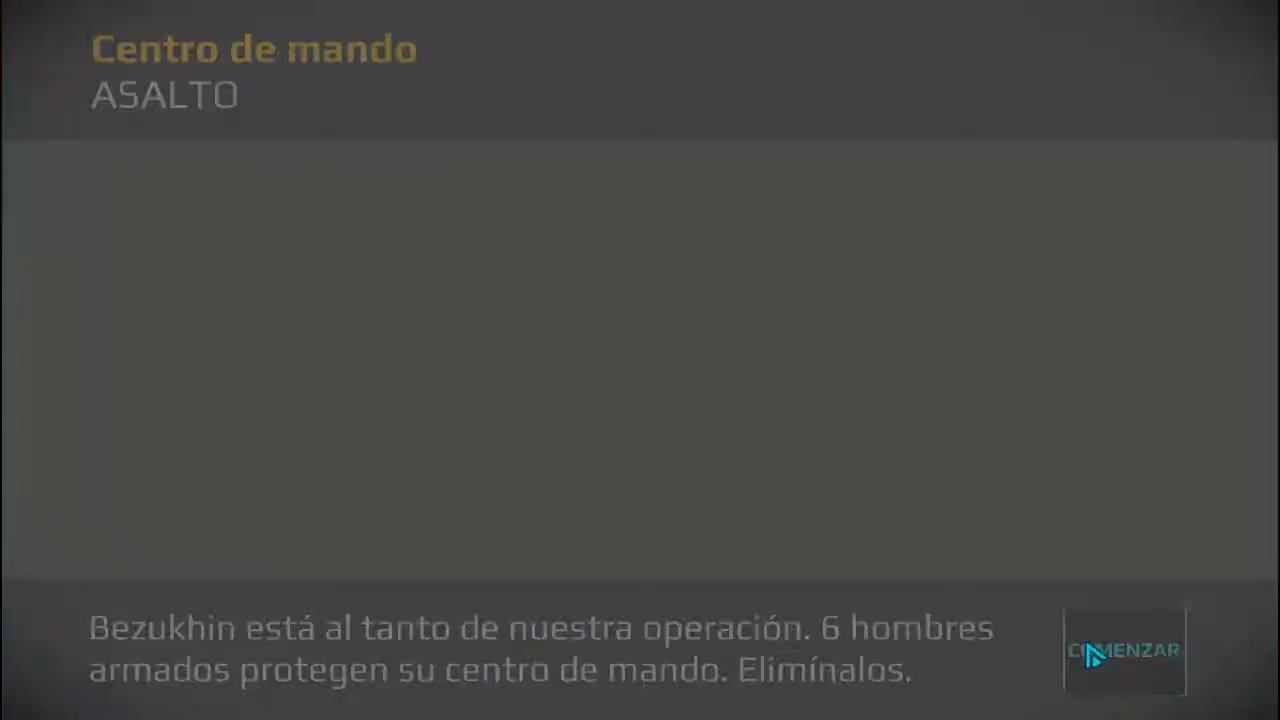 Centro de mando
ASALTO
Bezukhin está al tanto de nuestra operación. 6 hombres
armados protegen su centro de mando. Elimínalos.
COMENZAR